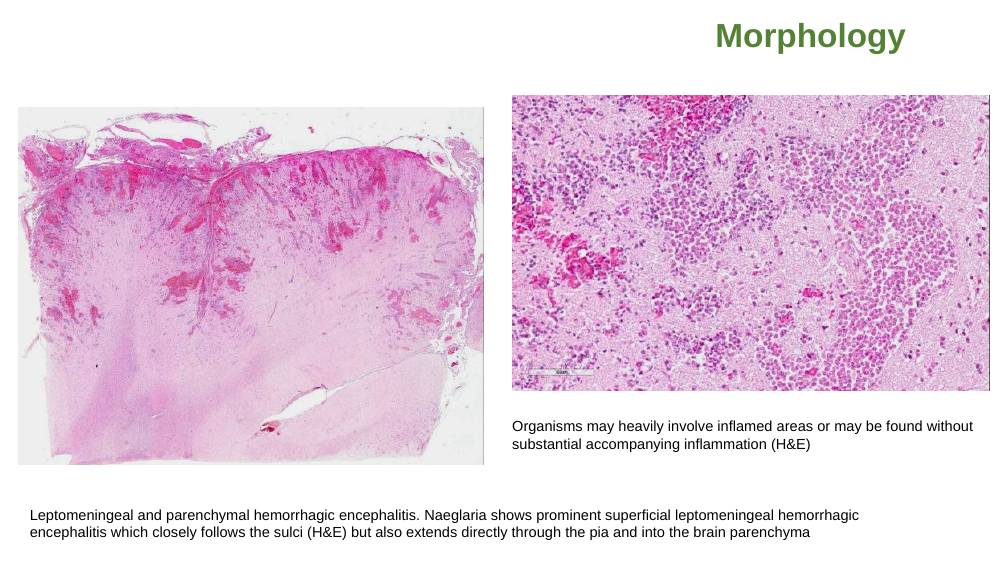 Morphology
Organisms may heavily involve inflamed areas or may be found without
substantial accompanying inflammation (H&E)
Leptomeningeal and parenchymal hemorrhagic encephalitis. Naeglaria shows prominent superficial leptomeningeal hemorrhagic
encephalitis which closely follows the sulci (H&E) but also extends directly through the pia and into the brain parenchyma